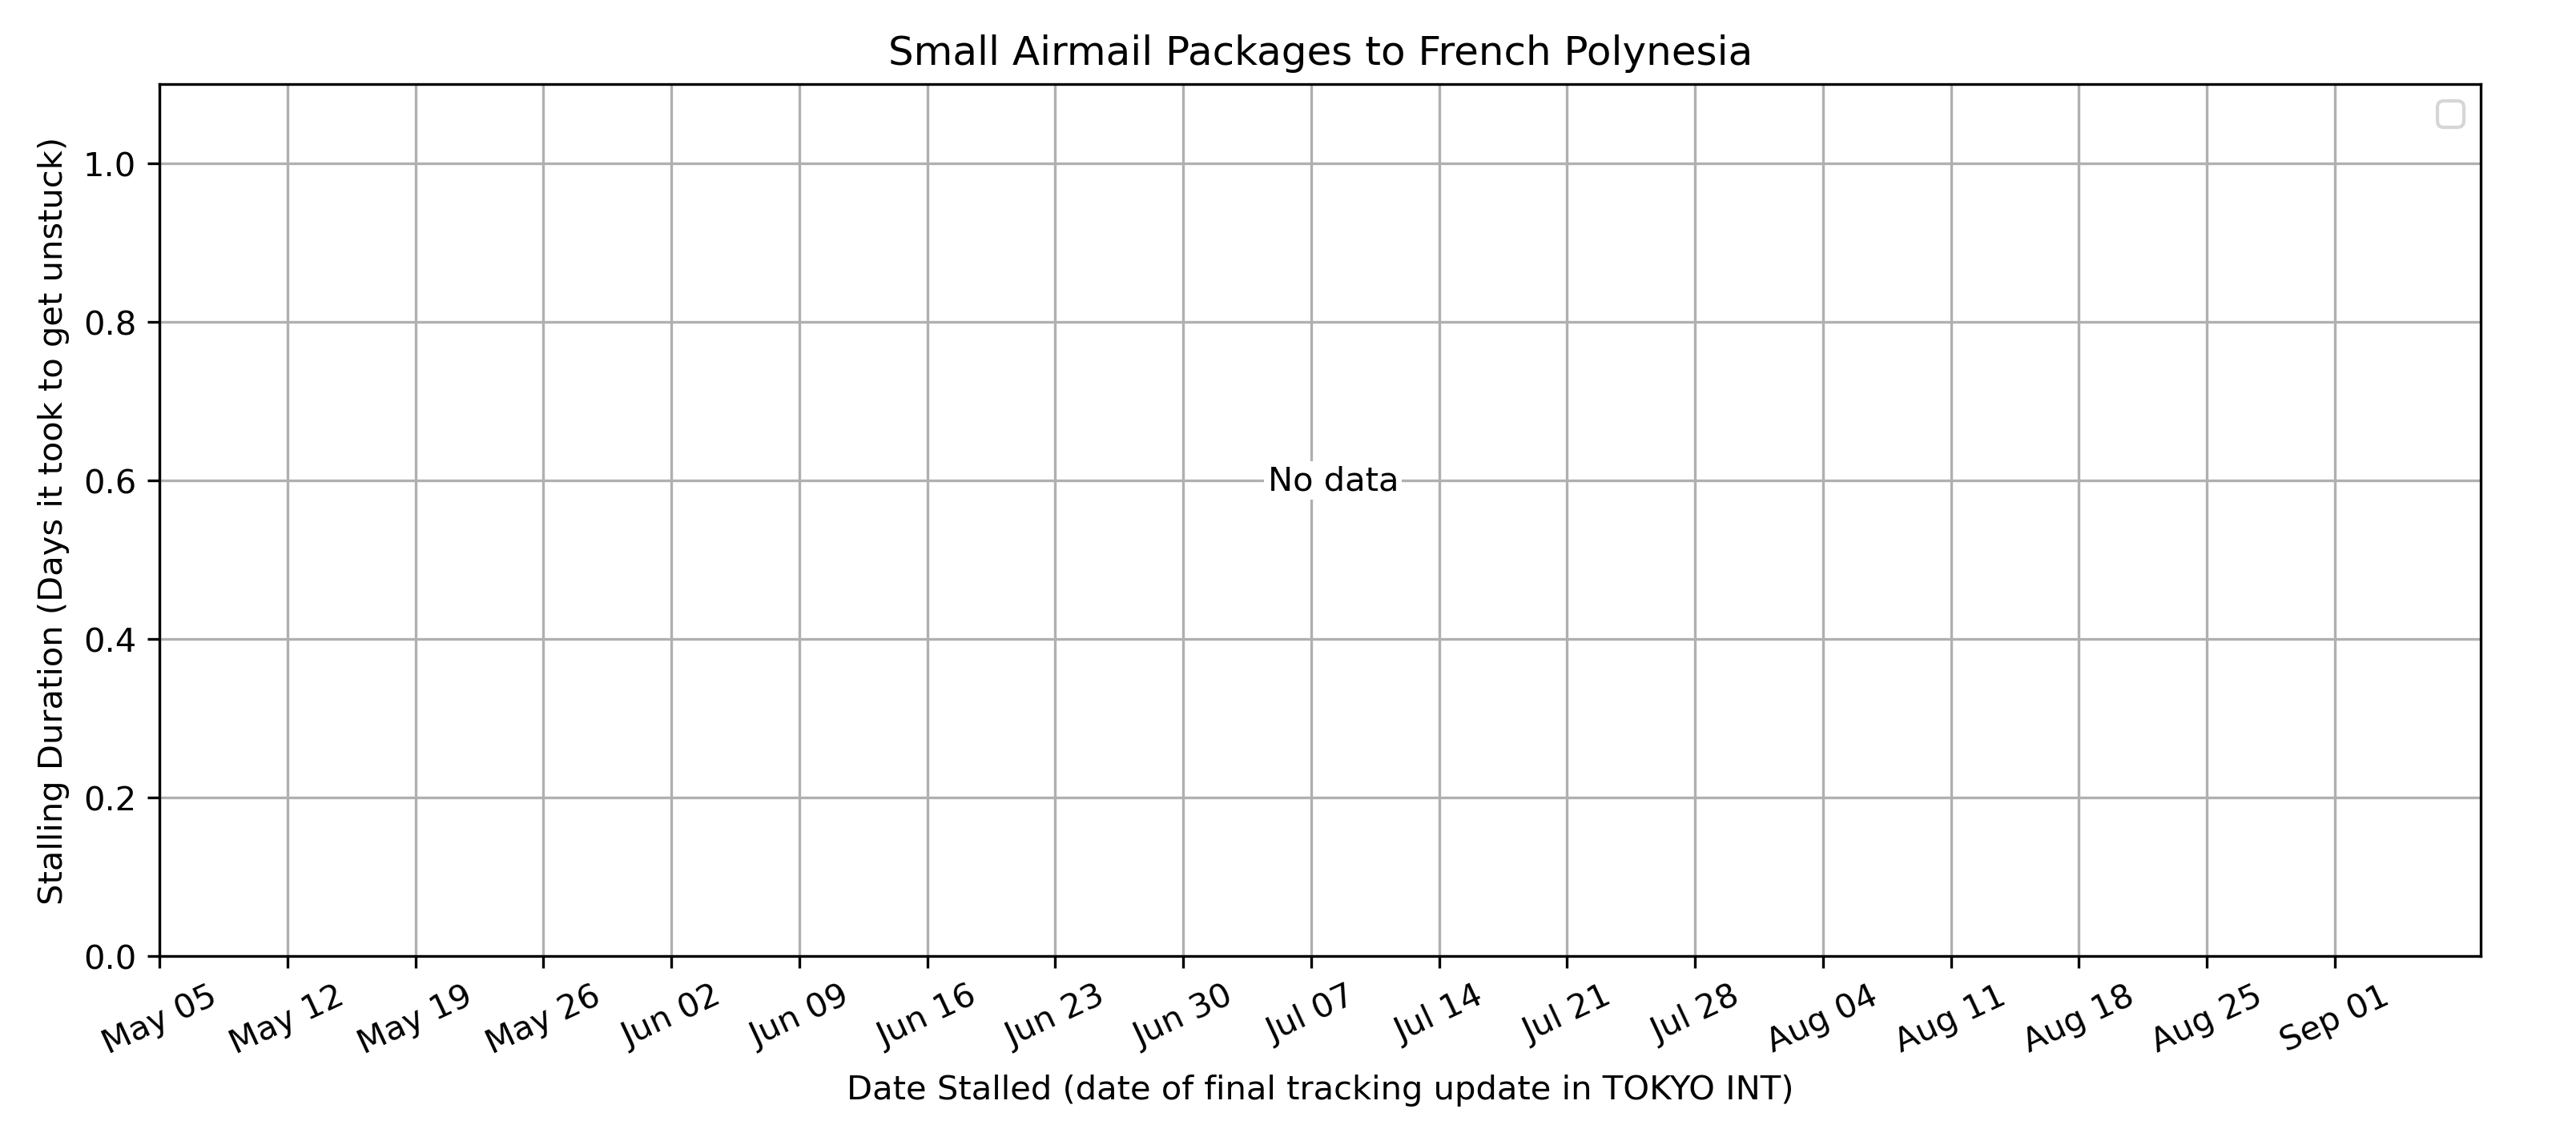 Small Airmail Packages to French Polynesia
Stalling Duration (Days it took to get unstuck)
1.0
0.8
0.6
0.4
0.2
0.0
No data
May 05 May 12 May 19 May 26 Jun 02 Jun 09 Jun 16 Jun 23 Jun 30 Jul 07 Jul 14 Jul 21 Jul 28 Aug 04 Aug 11 Aug 18 Aug 25 Sep 01
Date Stalled (date of final tracking update in TOKYO INT)